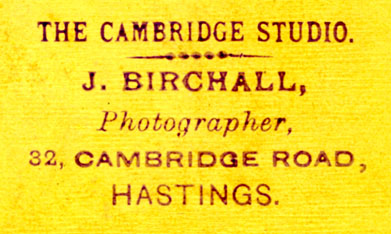 THE CAMBRIDGE STUDIO.
J. BIRCHALL,
Photographer,
32, CAMBRIDGE ROAD,
HASTINGS.